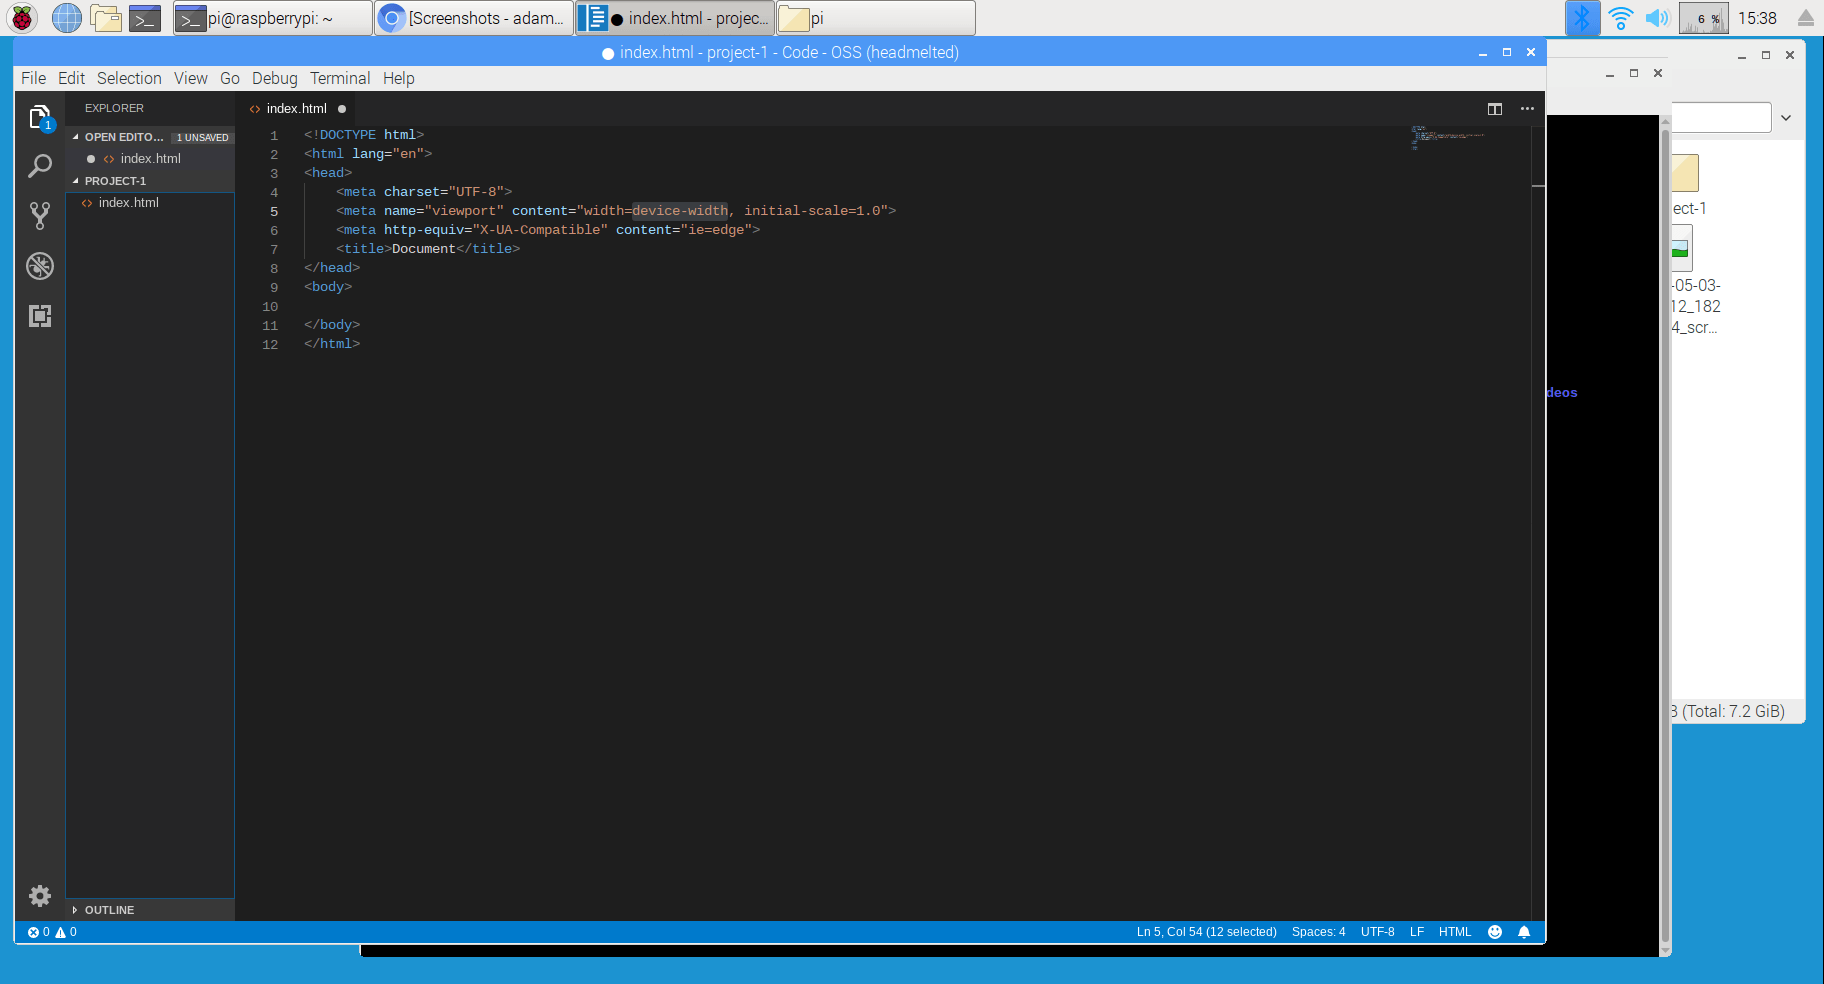 pi@raspberrypi: ~
[Screenshots - adam...
● index.html - projec...
pi
6 %
15:38
● index.html - project-1 - Code - OSS (headmelted)
File Edit Selection View Go Debug Terminal Help
1
EXPLORER
OPEN EDITO... 1 UNSAVED
index.html
PROJECT-1
index.html
OUTLINE
index.html
1 <!DOCTYPE html>
2 <html lang="en">
3 <head>
4     <meta charset="UTF-8">
5     <meta name="viewport" content="width=device-width, initial-scale=1.0">
6     <meta http-equiv="X-UA-Compatible" content="ie=edge">
7     <title>Document</title>
8 </head>
9 <body>
10
11 </body>
12 </html>
0 0
Ln 5, Col 54 (12 selected) Spaces: 4 UTF-8 LF HTML
deos
ect-1
-05-03-
12_182
4_scr...
B (Total: 7.2 GiB)